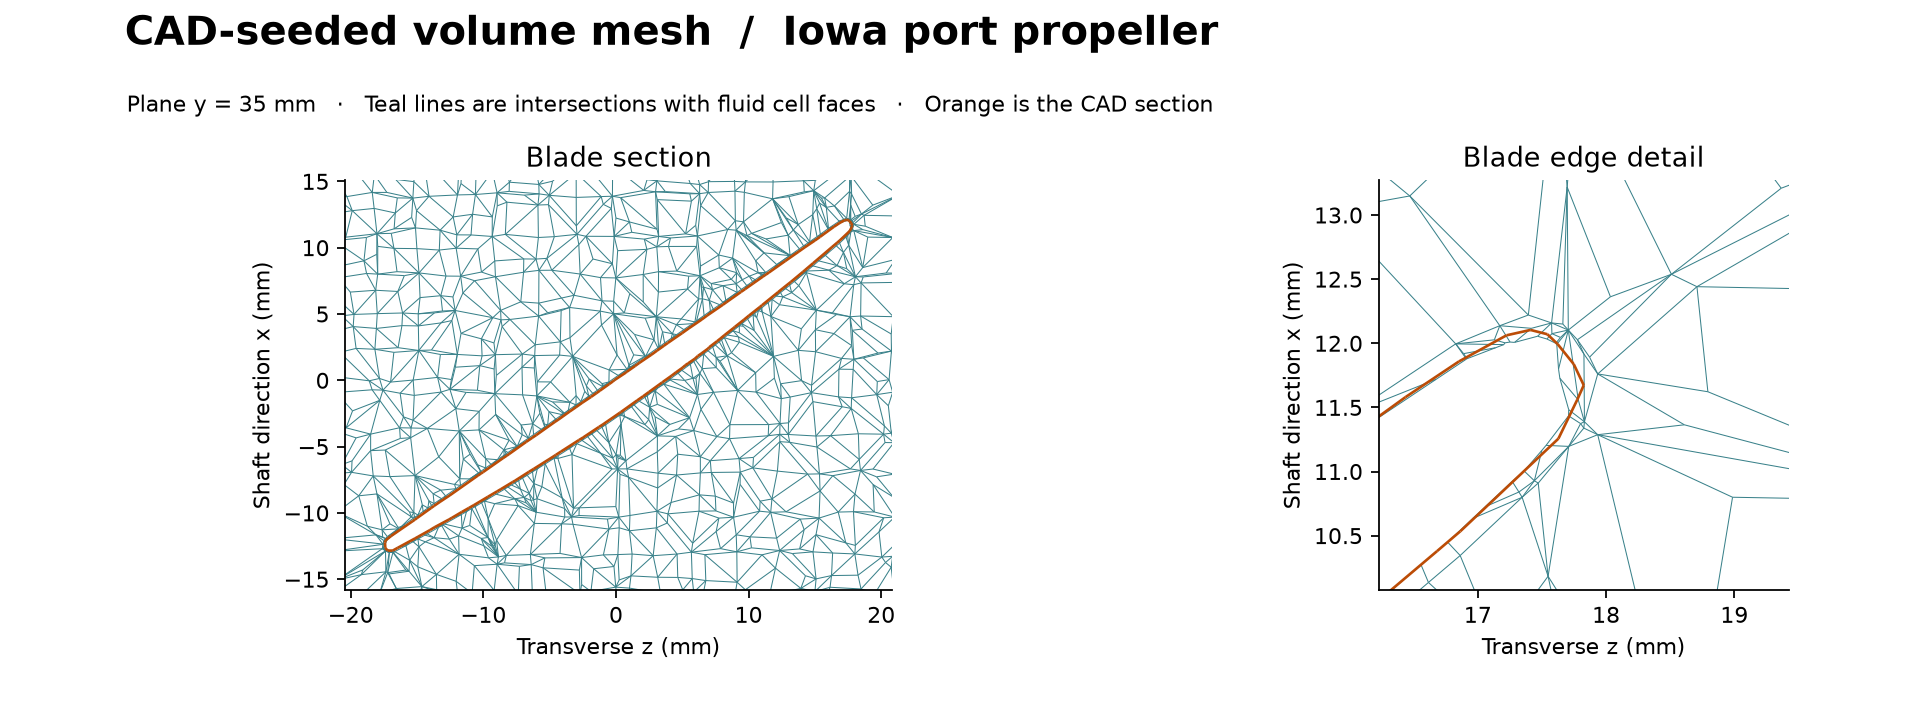 CAD-seeded volume mesh / Iowa port propeller
Plane y = 35 mm · Teal lines are intersections with fluid cell faces · Orange is the CAD section
Blade section
15
10
5
0
−5
−10
−15
Shaft direction x (mm)
−20 −10 0 10 20
Transverse z (mm)
Blade edge detail
13.0
12.5
12.0
11.5
11.0
10.5
Shaft direction x (mm)
17 18 19
Transverse z (mm)